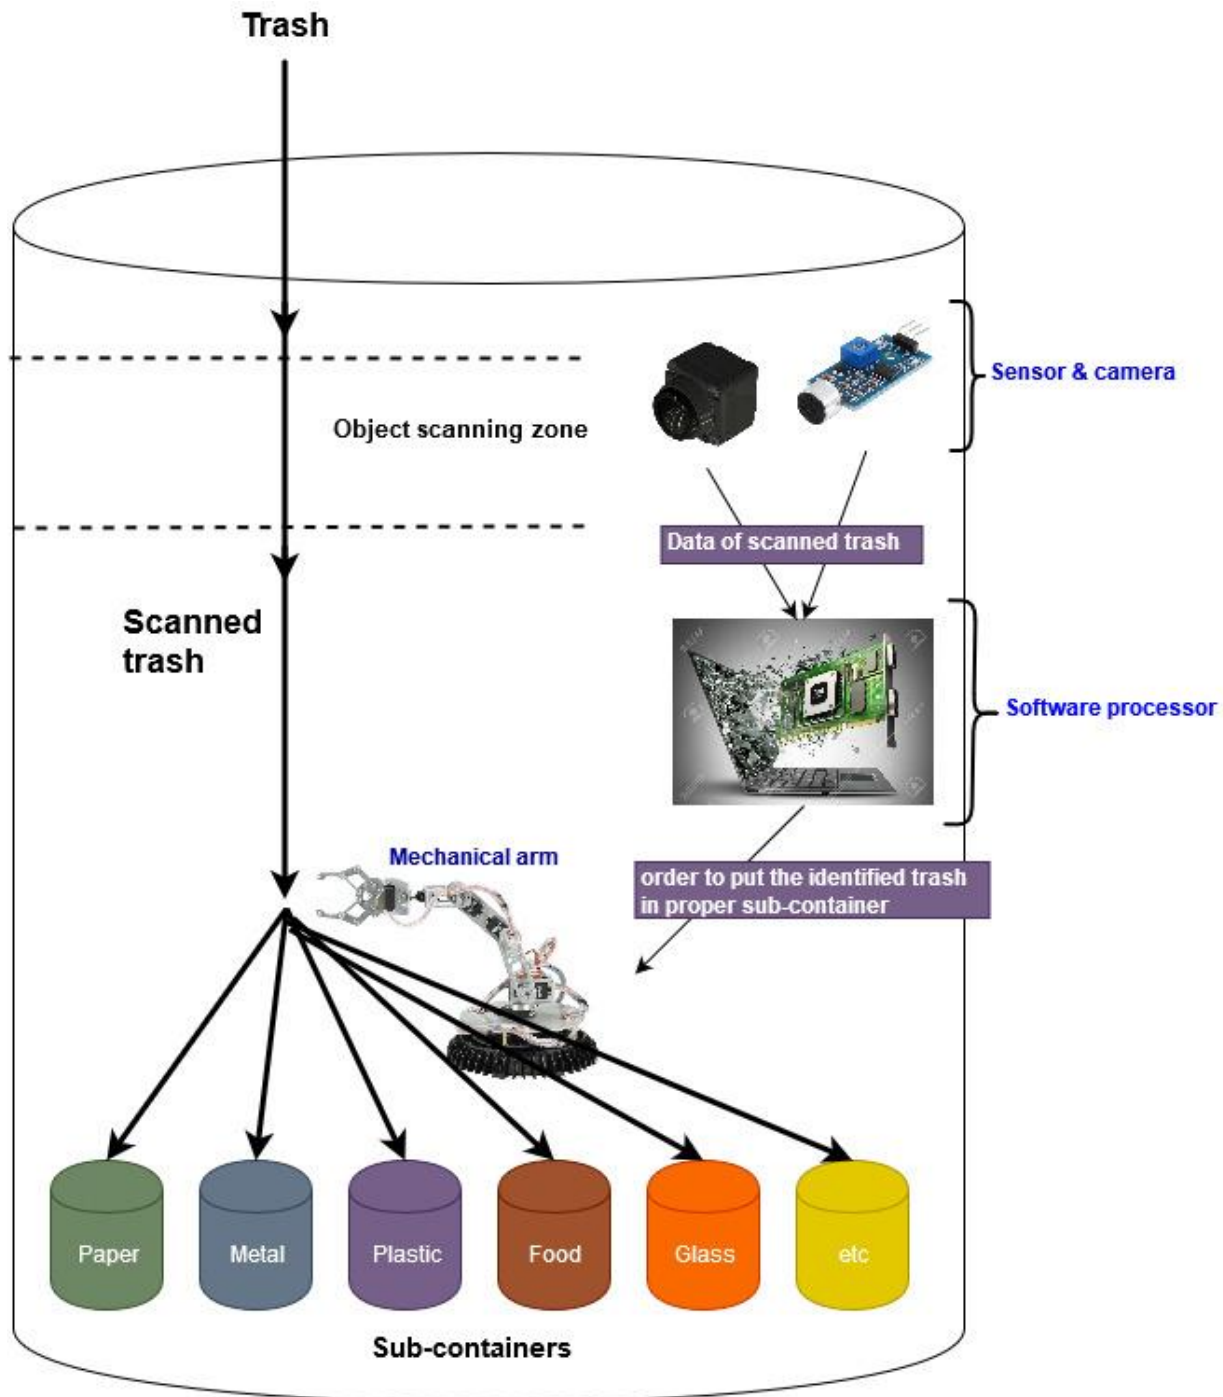 Trash
Sensor & camera
Object scanning zone
Data of scanned trash
Scanned
trash
Software processor
Mechanical arm
order to put the identified trash
in proper sub-container
Paper
Metal
Plastic
Food
Glass
etc
Sub-containers